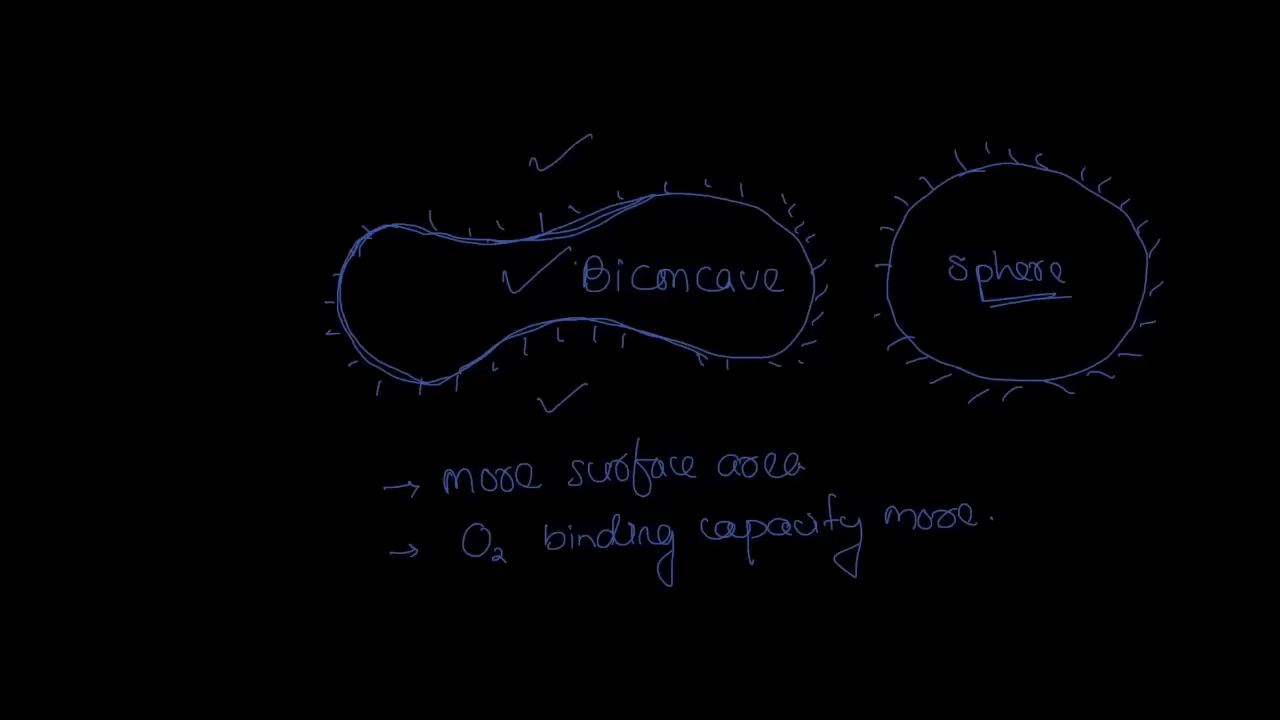 Biconcave
Sphere
→ more surface area
→ O₂ binding capacity more.